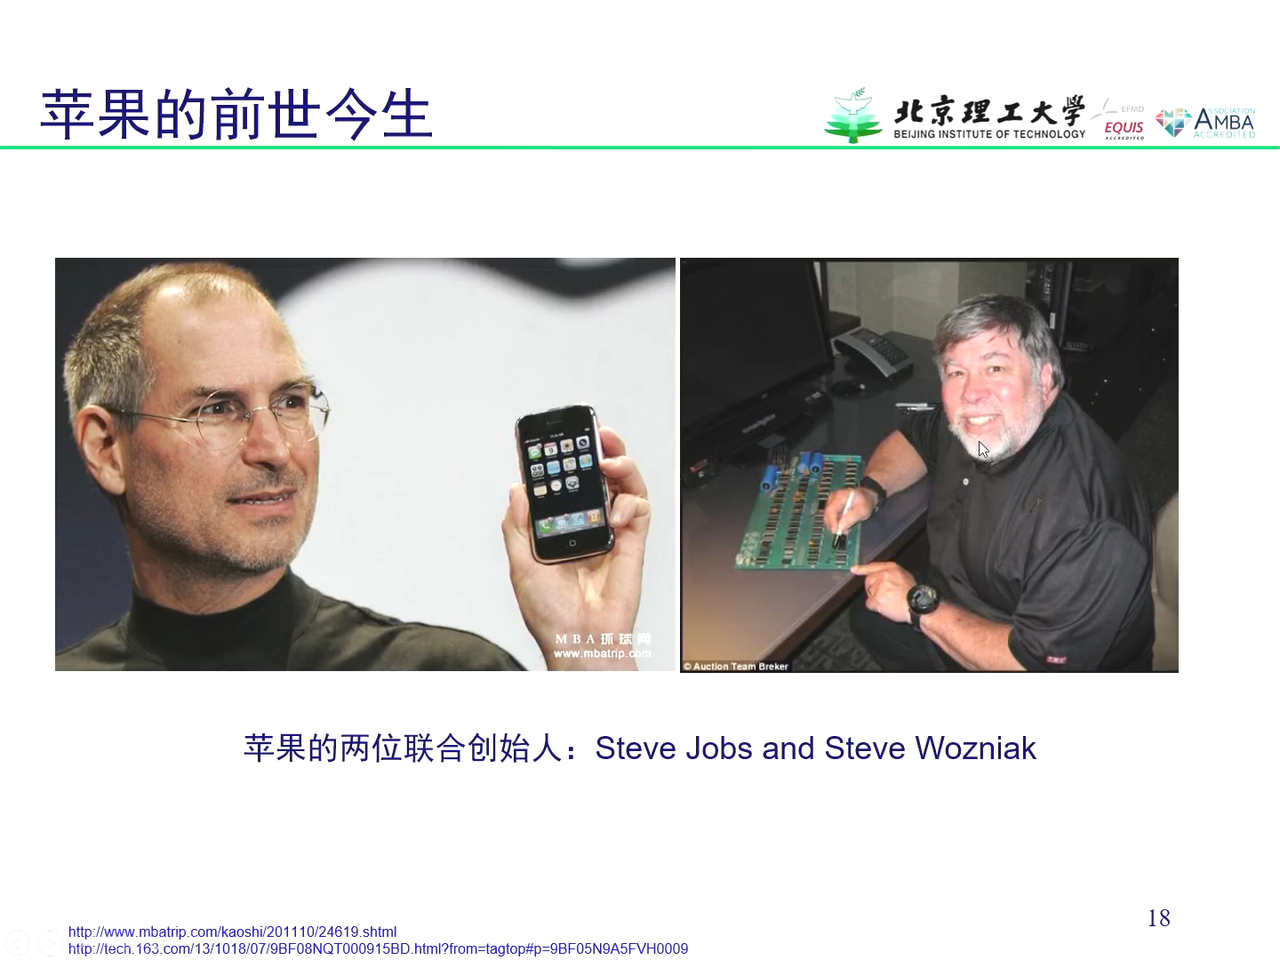 苹果的前世今生
北京理工大学
BEIJING INSTITUTE OF TECHNOLOGY
EFMD
EQUIS
ACCREDITED
ASSOCIATION
AMBA
ACCREDITED
MBA环球网
www.mbatrip.com
© Auction Team Breker
苹果的两位联合创始人：Steve Jobs and Steve Wozniak
18
http://www.mbatrip.com/kaoshi/201110/24619.shtml
http://tech.163.com/13/1018/07/9BF08NQT000915BD.html?from=tagtop#p=9BF05N9A5FVH0009